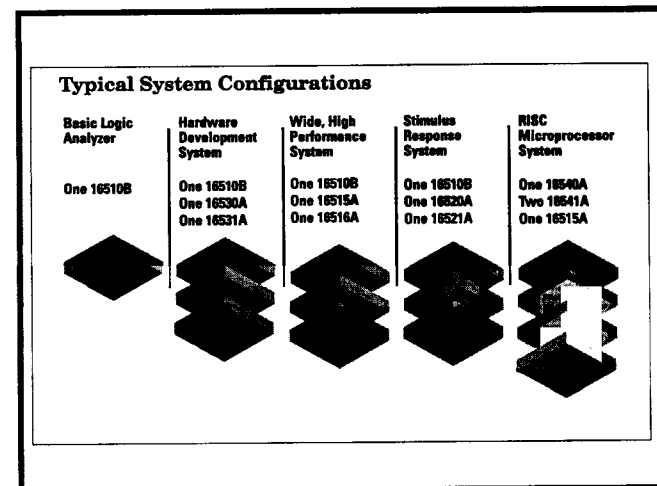 Typical System Configurations
Basic Logic
Analyzer
One 16510B
Hardware
Development
System
One 16510B
One 16530A
One 16531A
Wide, High
Performance
System
One 16510B
One 16515A
One 16516A
Stimulus
Response
System
One 16510B
One 16520A
One 16521A
RISC
Microprocessor
System
One 16540A
Two 16541A
One 16515A